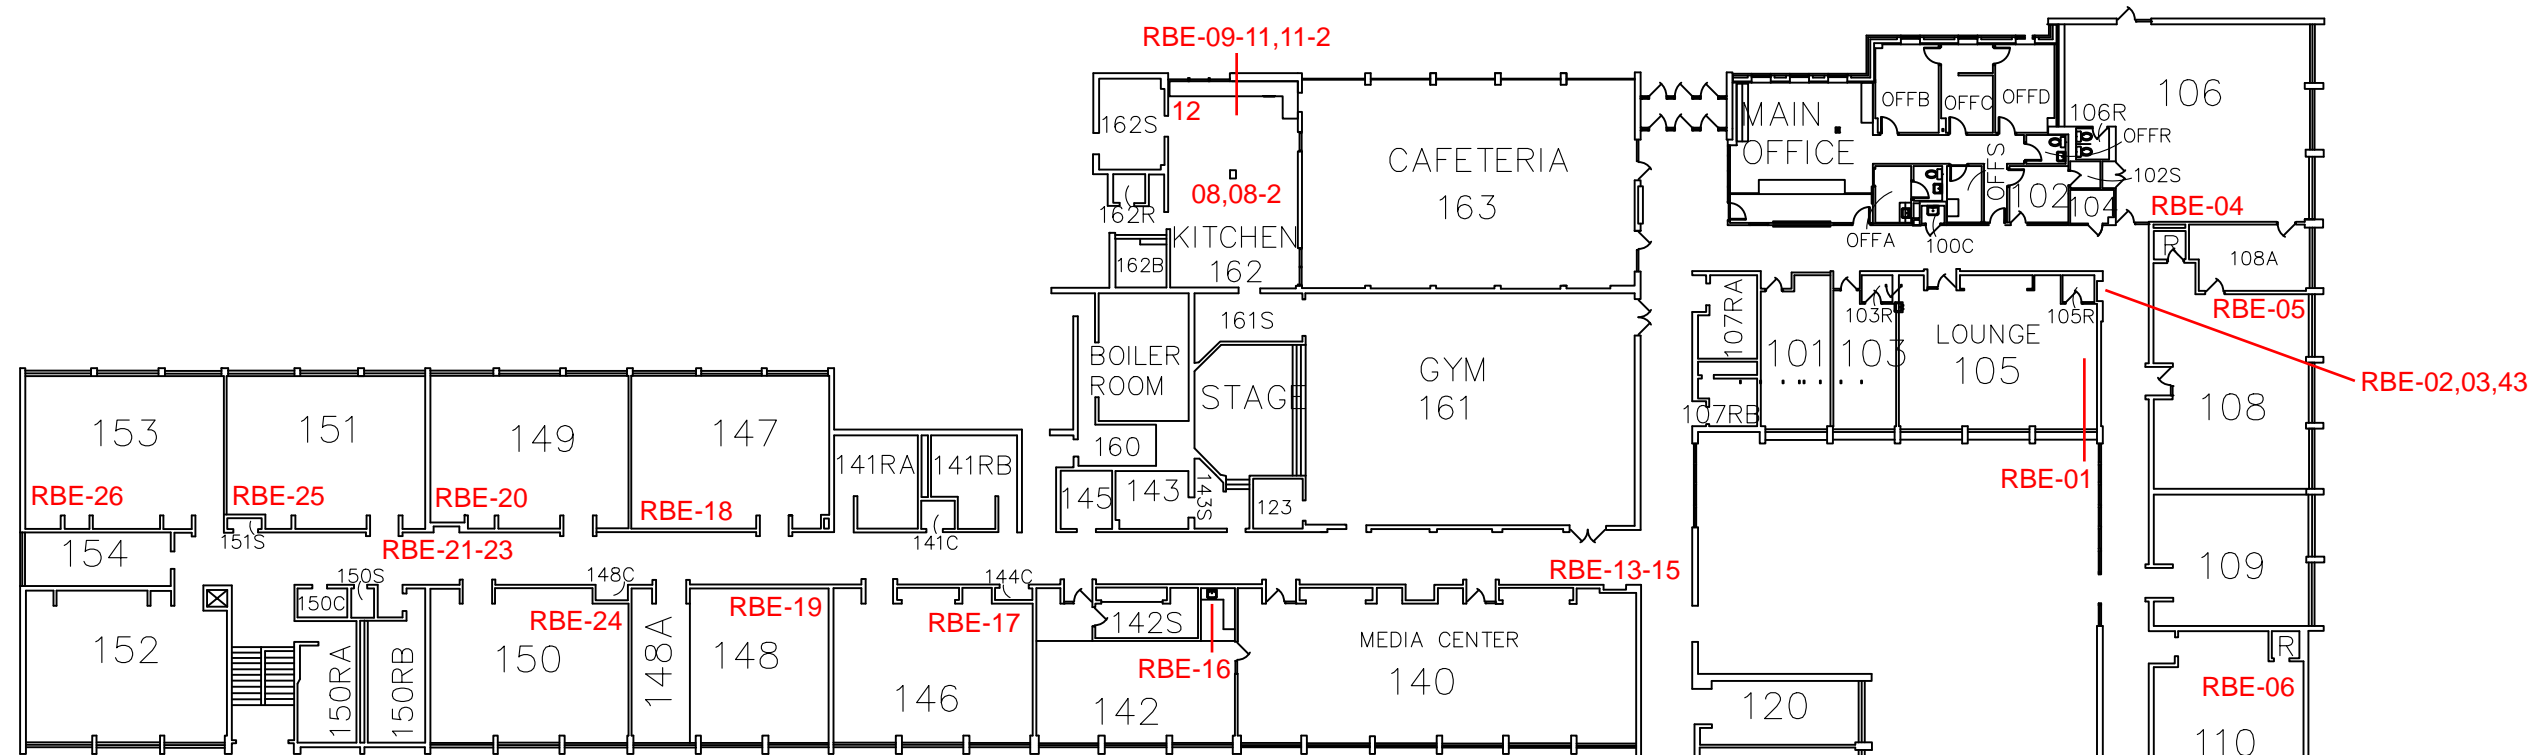 RBE-09-11,11-2
12
162S
08,08-2
162R
KITCHEN
162
162B
CAFETERIA
163
MAIN
OFFICE
OFFB
OFFC
OFFD
106
106R
OFFR
OFFS
102
102S
104
RBE-04
OFFA
100C
R
108A
RBE-05
161S
BOILER
ROOM
STAGE
GYM
161
107RA
101
103R
103
LOUNGE
105
105R
107RB
108
RBE-02,03,43
RBE-01
153
151
149
147
RBE-26
RBE-25
RBE-20
RBE-18
141RA
141RB
160
145
143
143S
123
154
151S
RBE-21-23
141C
150S
148C
144C
RBE-13-15
109
150C
RBE-24
RBE-19
RBE-17
142S
152
150RA
150RB
150
148A
148
146
RBE-16
142
MEDIA CENTER
140
120
R
RBE-06
110